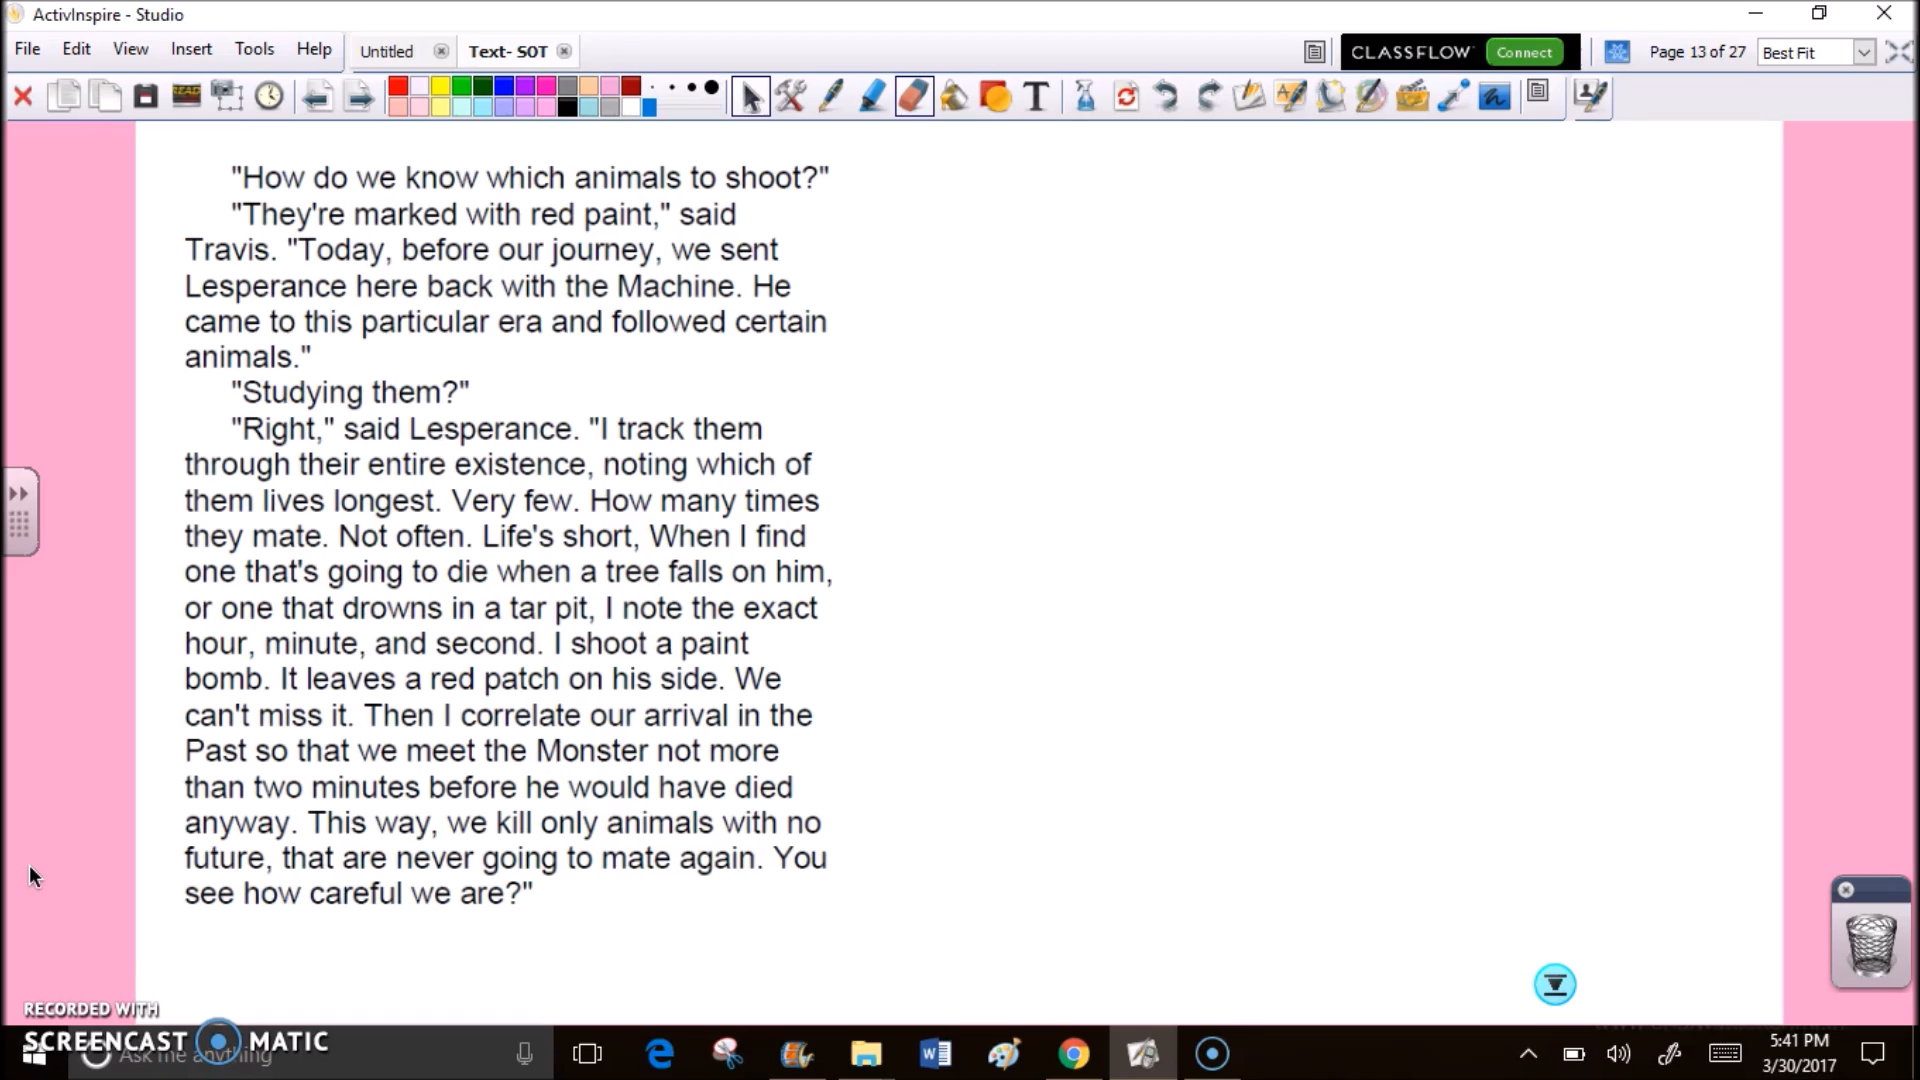 ActivInspire - Studio
File Edit View Insert Tools Help Untitled Text- SOT CLASSFLOW Connect Page 13 of 27 Best Fit
"How do we know which animals to shoot?"
"They're marked with red paint," said
Travis. "Today, before our journey, we sent
Lesperance here back with the Machine. He
came to this particular era and followed certain
animals."
"Studying them?"
"Right," said Lesperance. "I track them
through their entire existence, noting which of
them lives longest. Very few. How many times
they mate. Not often. Life's short, When I find
one that's going to die when a tree falls on him,
or one that drowns in a tar pit, I note the exact
hour, minute, and second. I shoot a paint
bomb. It leaves a red patch on his side. We
can't miss it. Then I correlate our arrival in the
Past so that we meet the Monster not more
than two minutes before he would have died
anyway. This way, we kill only animals with no
future, that are never going to mate again. You
see how careful we are?"
RECORDED WITH
SCREENCAST MATIC
Ask me anything
5:41 PM
3/30/2017